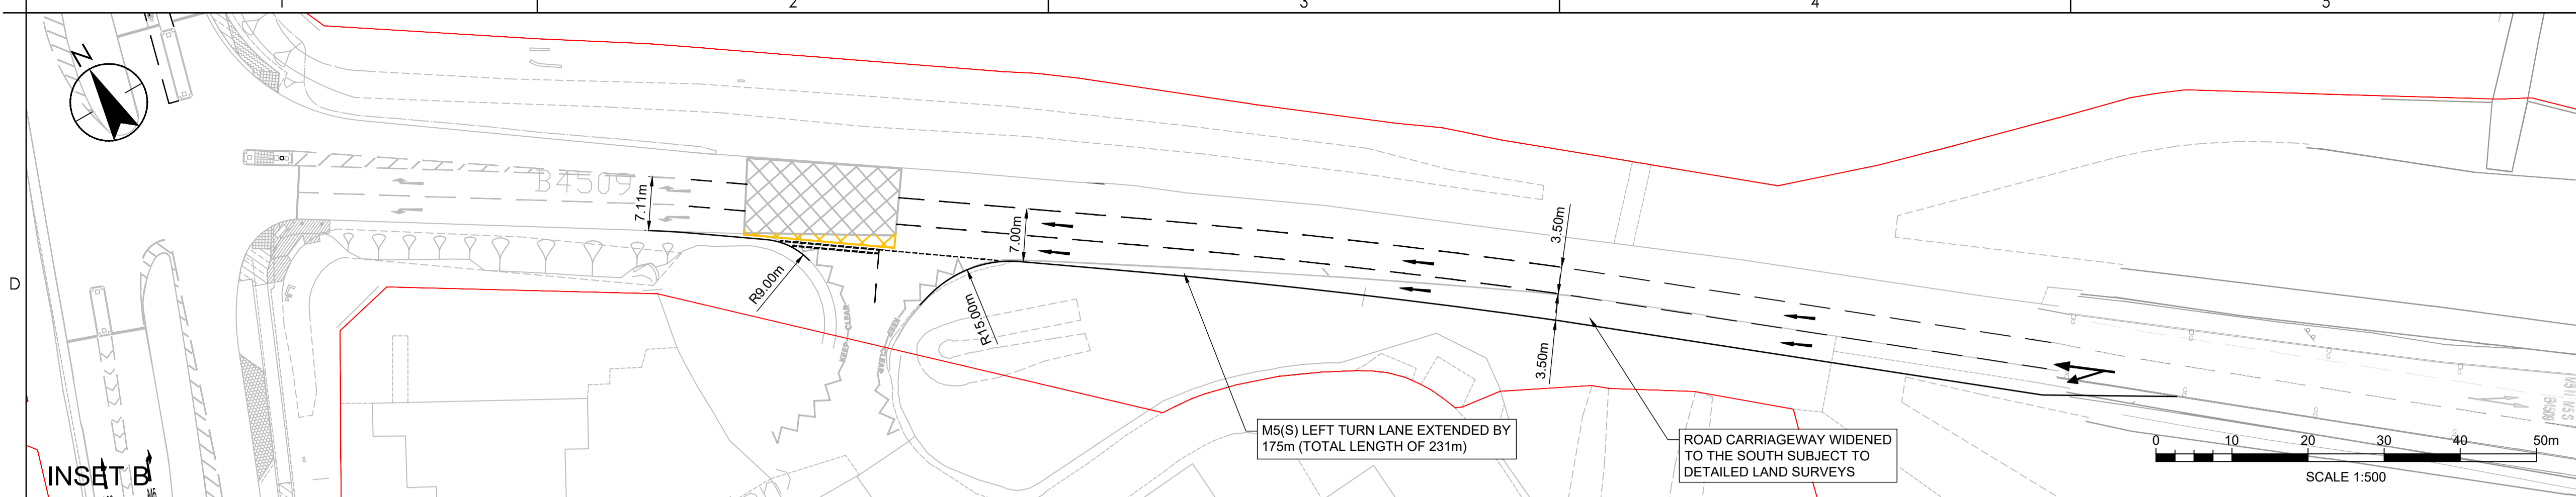 1
2
3
4
5
N
B4509
7.11m
7.00m
3.50m
3.50m
D
R9.00m
R15.00m
KEEP CLEAR
KEEP CLEAR
M5(S) LEFT TURN LANE EXTENDED BY
175m (TOTAL LENGTH OF 231m)
ROAD CARRIAGEWAY WIDENED
TO THE SOUTH SUBJECT TO
DETAILED LAND SURVEYS
0 10 20 30 40 50m
SCALE 1:500
INSET B